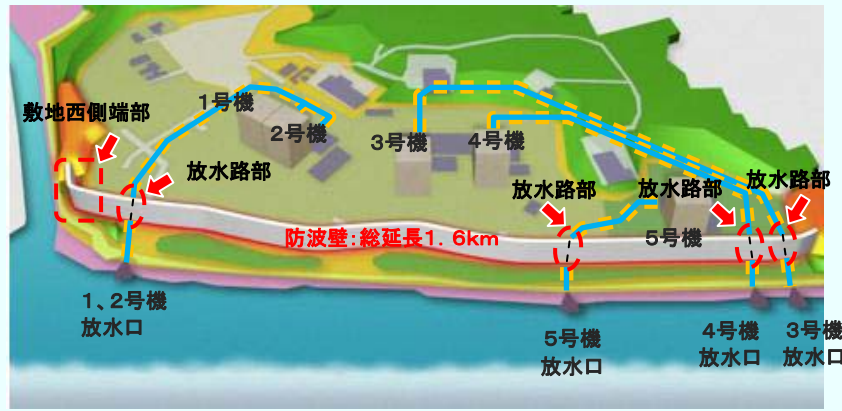 敷地西側端部
1号機
2号機
3号機
4号機
放水路部
放水路部
放水路部
放水路部
防波壁:総延長1. 6km
5号機
1、2号機
放水口
5号機
放水口
4号機
放水口
3号機
放水口